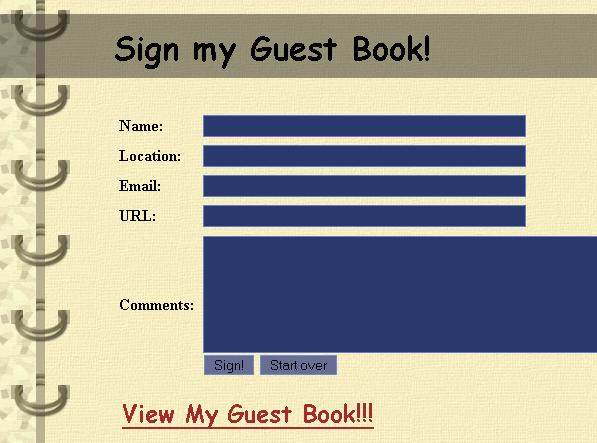 Sign my Guest Book!
Name:
Location:
Email:
URL:
Comments:
Sign! Start over
View My Guest Book!!!